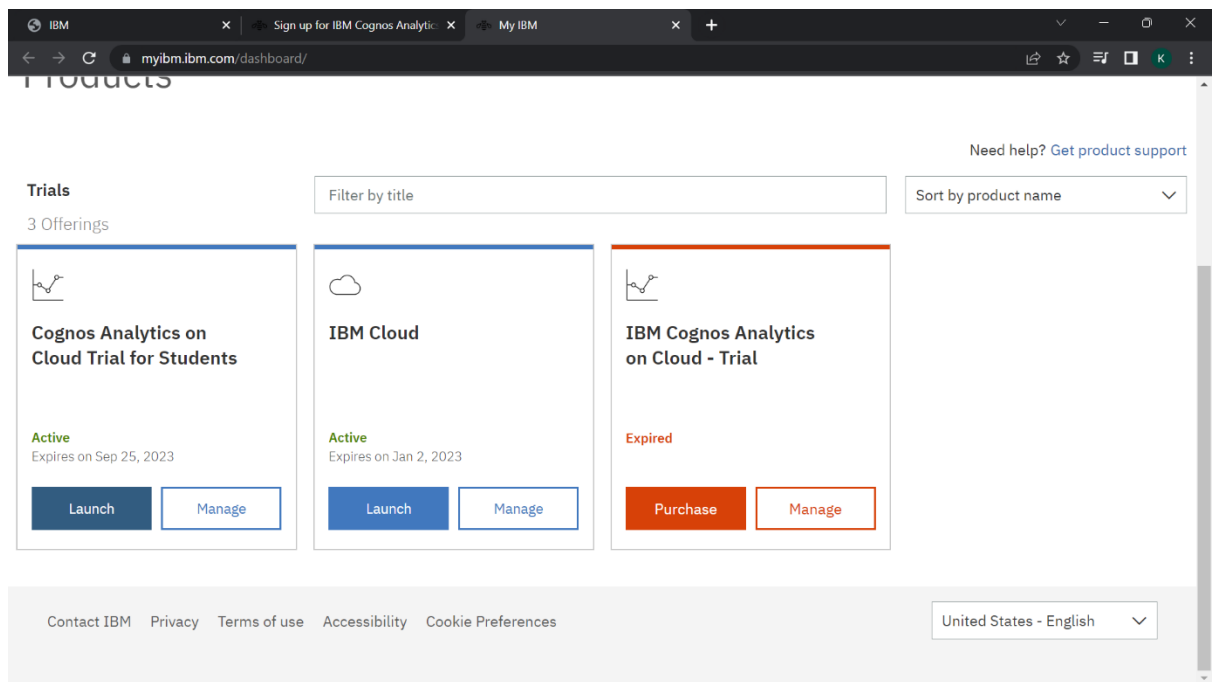 IBM
Sign up for IBM Cognos Analytic
My IBM
myibm.ibm.com/dashboard/
K
Products
Need help? Get product support
Trials
3 Offerings
Filter by title
Sort by product name
Cognos Analytics on
Cloud Trial for Students
Active
Expires on Sep 25, 2023
Launch
Manage
IBM Cloud
Active
Expires on Jan 2, 2023
Launch
Manage
IBM Cognos Analytics
on Cloud - Trial
Expired
Purchase
Manage
Contact IBM Privacy Terms of use Accessibility Cookie Preferences
United States - English